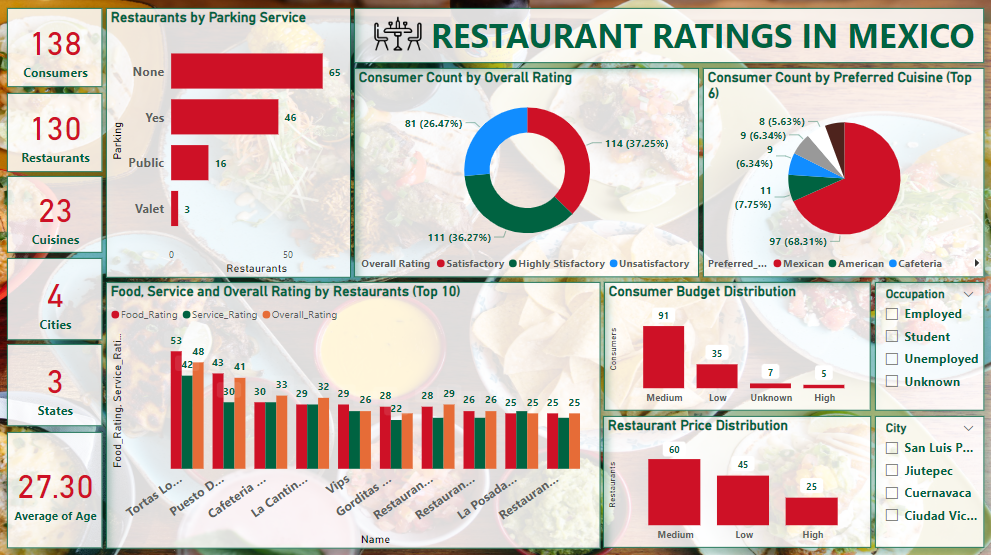 138
Consumers
130
Restaurants
23
Cuisines
4
Cities
3
States
27.30
Average of Age
Restaurants by Parking Service
Parking
None
65
Yes
46
Public
16
Valet
3
0
50
Restaurants
RESTAURANT RATINGS IN MEXICO
Consumer Count by Overall Rating
81 (26.47%)
114 (37.25%)
111 (36.27%)
Overall Rating
Satisfactory
Highly Stisfactory
Unsatisfactory
Consumer Count by Preferred Cuisine (Top
6)
8 (5.63%)
9 (6.34%)
9
(6.34%)
11
(7.75%)
97 (68.31%)
Preferred_...
Mexican
American
Cafeteria
Food, Service and Overall Rating by Restaurants (Top 10)
Food_Rating
Service_Rating
Overall_Rating
Food_Rating, Service_Rati...
53
42
48
43
30
41
30
33
29
32
29
26
28
22
28
29
26
26
25
25
25
25
Tortas Lo...
Puesto D...
Cafeteria ...
La Cantin...
Vips
Gorditas ...
Restauran...
Restauran...
La Posada...
Restauran...
Name
Consumer Budget Distribution
Consumers
91
35
7
5
Medium
Low
Unknown
High
Restaurant Price Distribution
Restaurants
60
45
25
Medium
Low
High
Occupation
Employed
Student
Unemployed
Unknown
City
San Luis P...
Jiutepec
Cuernavaca
Ciudad Vic...